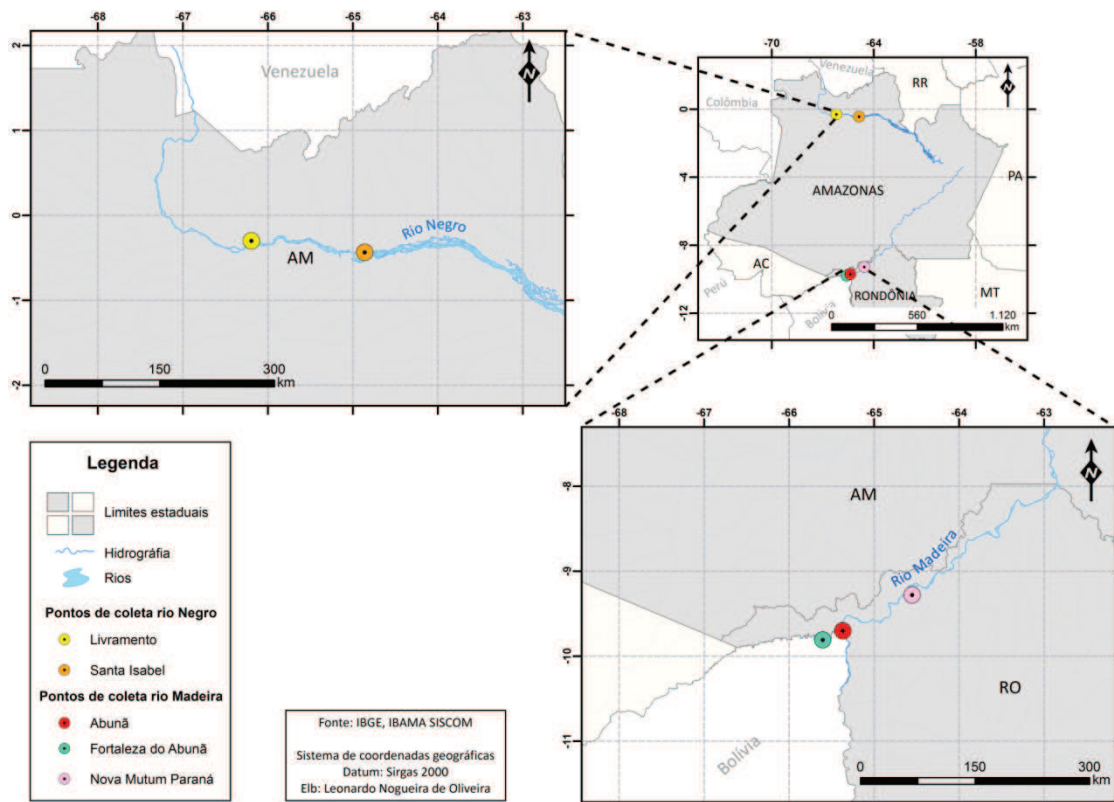 -68 -67 -66 -65 -64 -63
2
1
0
-1
-2
Venezuela
N
Rio Negro
AM
0 150 300
km
-70 -64 -58
0
-4
-8
-12
Venezuela
RR
N
Colômbia
AMAZONAS
PA
AC
Perú
RONDÔNIA
MT
Bolívia
0 560 1.120
km
-68 -67 -66 -65 -64 -63
-8
-9
-10
-11
N
AM
Rio Madeira
RO
Bolívia
0 150 300
km
Legenda
Limites estaduais
Hidrográfia
Rios
Pontos de coleta rio Negro
Livramento
Santa Isabel
Pontos de coleta rio Madeira
Abunã
Fortaleza do Abunã
Nova Mutum Paraná
Fonte: IBGE, IBAMA SISCOM
Sistema de coordenadas geográficas
Datum: Sirgas 2000
Elb: Leonardo Nogueira de Oliveira